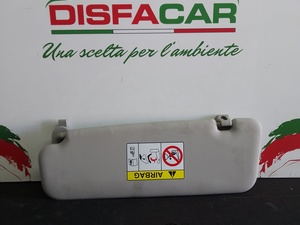 DISFACAR
Una scelta per l'ambiente
AIRBAG